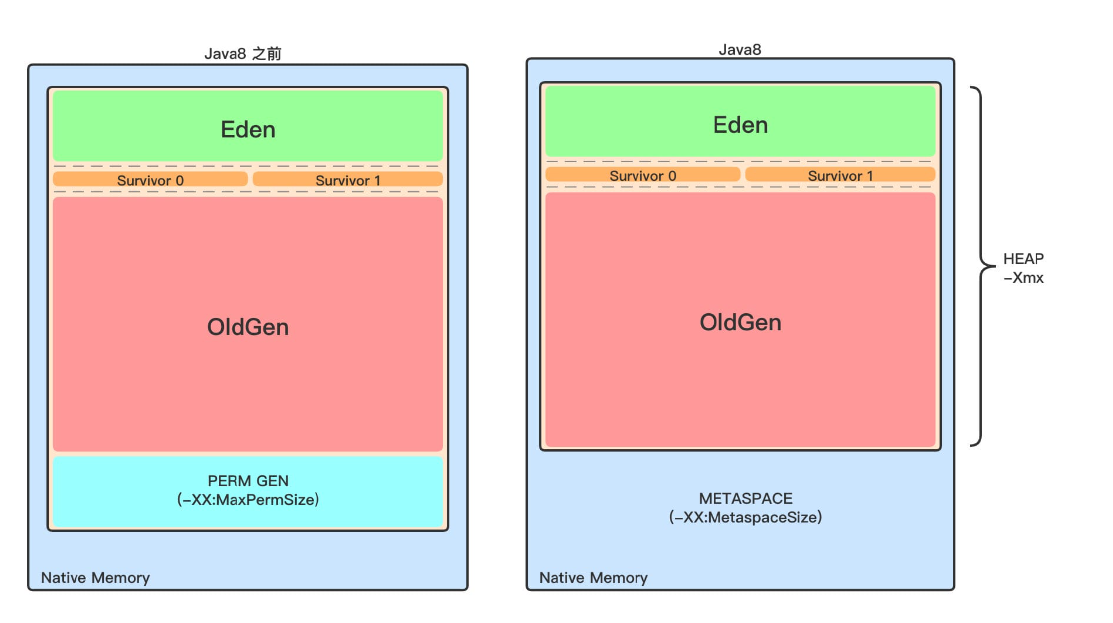 Java8 之前
Eden
Survivor 0
Survivor 1
OldGen
PERM GEN
(-XX:MaxPermSize)
Native Memory
Java8
Eden
Survivor 0
Survivor 1
OldGen
METASPACE
(-XX:MetaspaceSize)
Native Memory
HEAP
-Xmx